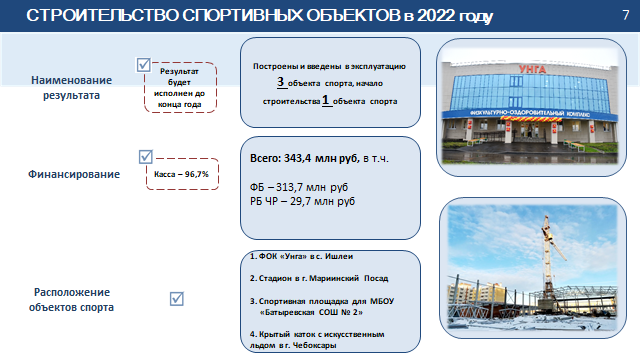 СТРОИТЕЛЬСТВО СПОРТИВНЫХ ОБЪЕКТОВ в 2022 году
7
Наименование
результата
Результат
будет
исполнен до
конца года
Построены и введены в эксплуатацию
3 объекта спорта, начало
строительства 1 объекта спорта
УНГА
ФИЗКУЛЬТУРНО-ОЗДОРОВИТЕЛЬНЫЙ КОМПЛЕКС
Финансирование
Касса – 96,7%
Всего: 343,4 млн руб, в т.ч.
ФБ – 313,7 млн руб
РБ ЧР – 29,7 млн руб
Расположение
объектов спорта
1. ФОК «Унга» в с. Ишлеи
2. Стадион в г. Мариинский Посад
3. Спортивная площадка для МБОУ
«Батыревская СОШ № 2»
4. Крытый каток с искусственным
льдом в г. Чебоксары